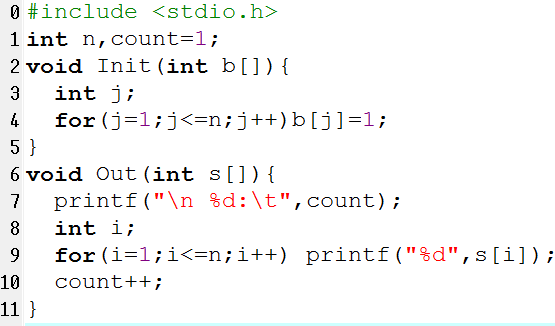 0 #include <stdio.h>
1 int n,count=1;
2 void Init(int b[]){
3   int j;
4   for(j=1;j<=n;j++)b[j]=1;
5 }
6 void Out(int s[]){
7   printf("\n %d:\t",count);
8   int i;
9   for(i=1;i<=n;i++) printf("%d",s[i]);
10   count++;
11 }